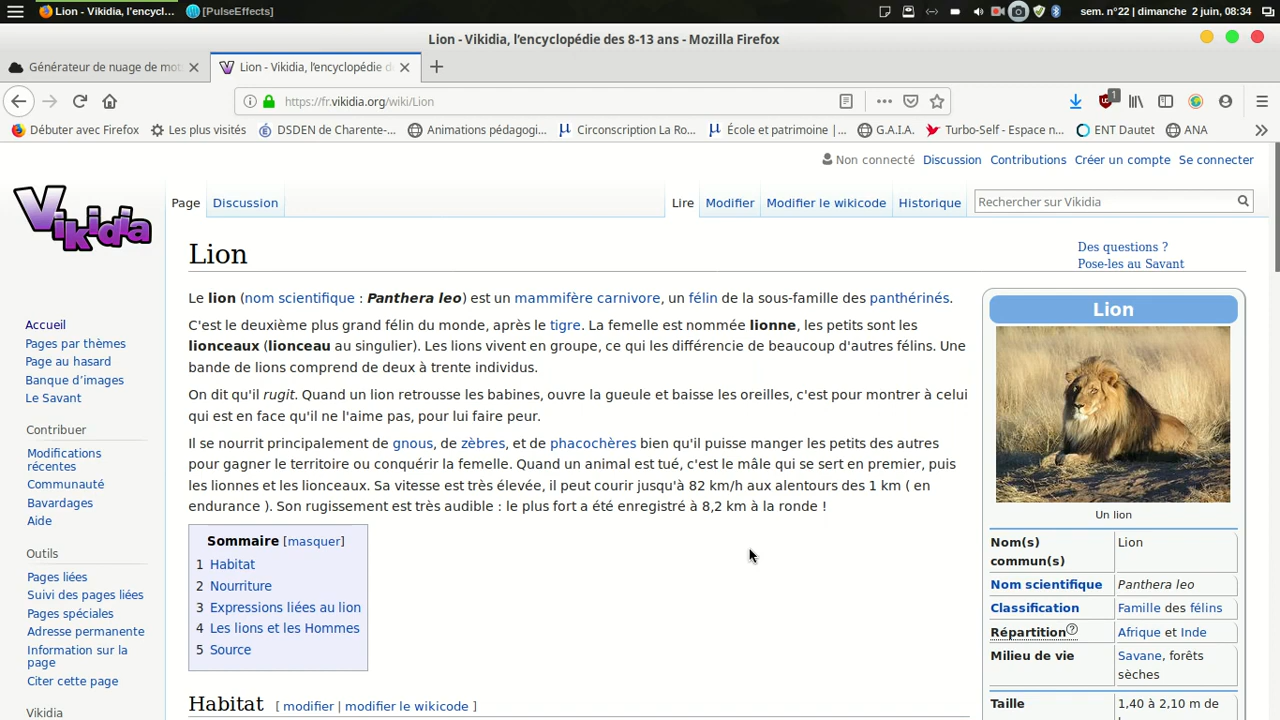 Lion - Vikidia, l'encycl...
[PulseEffects]
sem. n°22 | dimanche 2 juin, 08:34
Lion - Vikidia, l’encyclopédie des 8-13 ans - Mozilla Firefox
Générateur de nuage de mot
Lion - Vikidia, l’encyclopédie d
https://fr.vikidia.org/wiki/Lion
1
Débuter avec Firefox
Les plus visités
DSDEN de Charente-...
Animations pédagogi...
Circonscription La Ro...
École et patrimoine |...
G.A.I.A.
Turbo-Self - Espace n...
ENT Dautet
ANA
Non connecté Discussion Contributions Créer un compte Se connecter
Vikidia
Page Discussion
Lire Modifier Modifier le wikicode Historique
Rechercher sur Vikidia
Lion
Des questions ?
Pose-les au Savant
Accueil
Pages par thèmes
Page au hasard
Banque d’images
Le Savant
Contribuer
Modifications
récentes
Communauté
Bavardages
Aide
Outils
Pages liées
Suivi des pages liées
Pages spéciales
Adresse permanente
Information sur la
page
Citer cette page
Vikidia
Le lion (nom scientifique : Panthera leo) est un mammifère carnivore, un félin de la sous-famille des panthérinés.
C'est le deuxième plus grand félin du monde, après le tigre. La femelle est nommée lionne, les petits sont les
lionceaux (lionceau au singulier). Les lions vivent en groupe, ce qui les différencie de beaucoup d'autres félins. Une
bande de lions comprend de deux à trente individus.
On dit qu'il rugit. Quand un lion retrousse les babines, ouvre la gueule et baisse les oreilles, c'est pour montrer à celui
qui est en face qu'il ne l'aime pas, pour lui faire peur.
Il se nourrit principalement de gnous, de zèbres, et de phacochères bien qu'il puisse manger les petits des autres
pour gagner le territoire ou conquérir la femelle. Quand un animal est tué, c'est le mâle qui se sert en premier, puis
les lionnes et les lionceaux. Sa vitesse est très élevée, il peut courir jusqu'à 82 km/h aux alentours des 1 km ( en
endurance ). Son rugissement est très audible : le plus fort a été enregistré à 8,2 km à la ronde !
Sommaire [masquer]
1 Habitat
2 Nourriture
3 Expressions liées au lion
4 Les lions et les Hommes
5 Source
Habitat [ modifier | modifier le wikicode ]
Lion
Un lion
Nom(s)
commun(s)
Lion
Nom scientifique Panthera leo
Classification Famille des félins
Répartition(?) Afrique et Inde
Milieu de vie Savane, forêts
sèches
Taille 1,40 à 2,10 m de